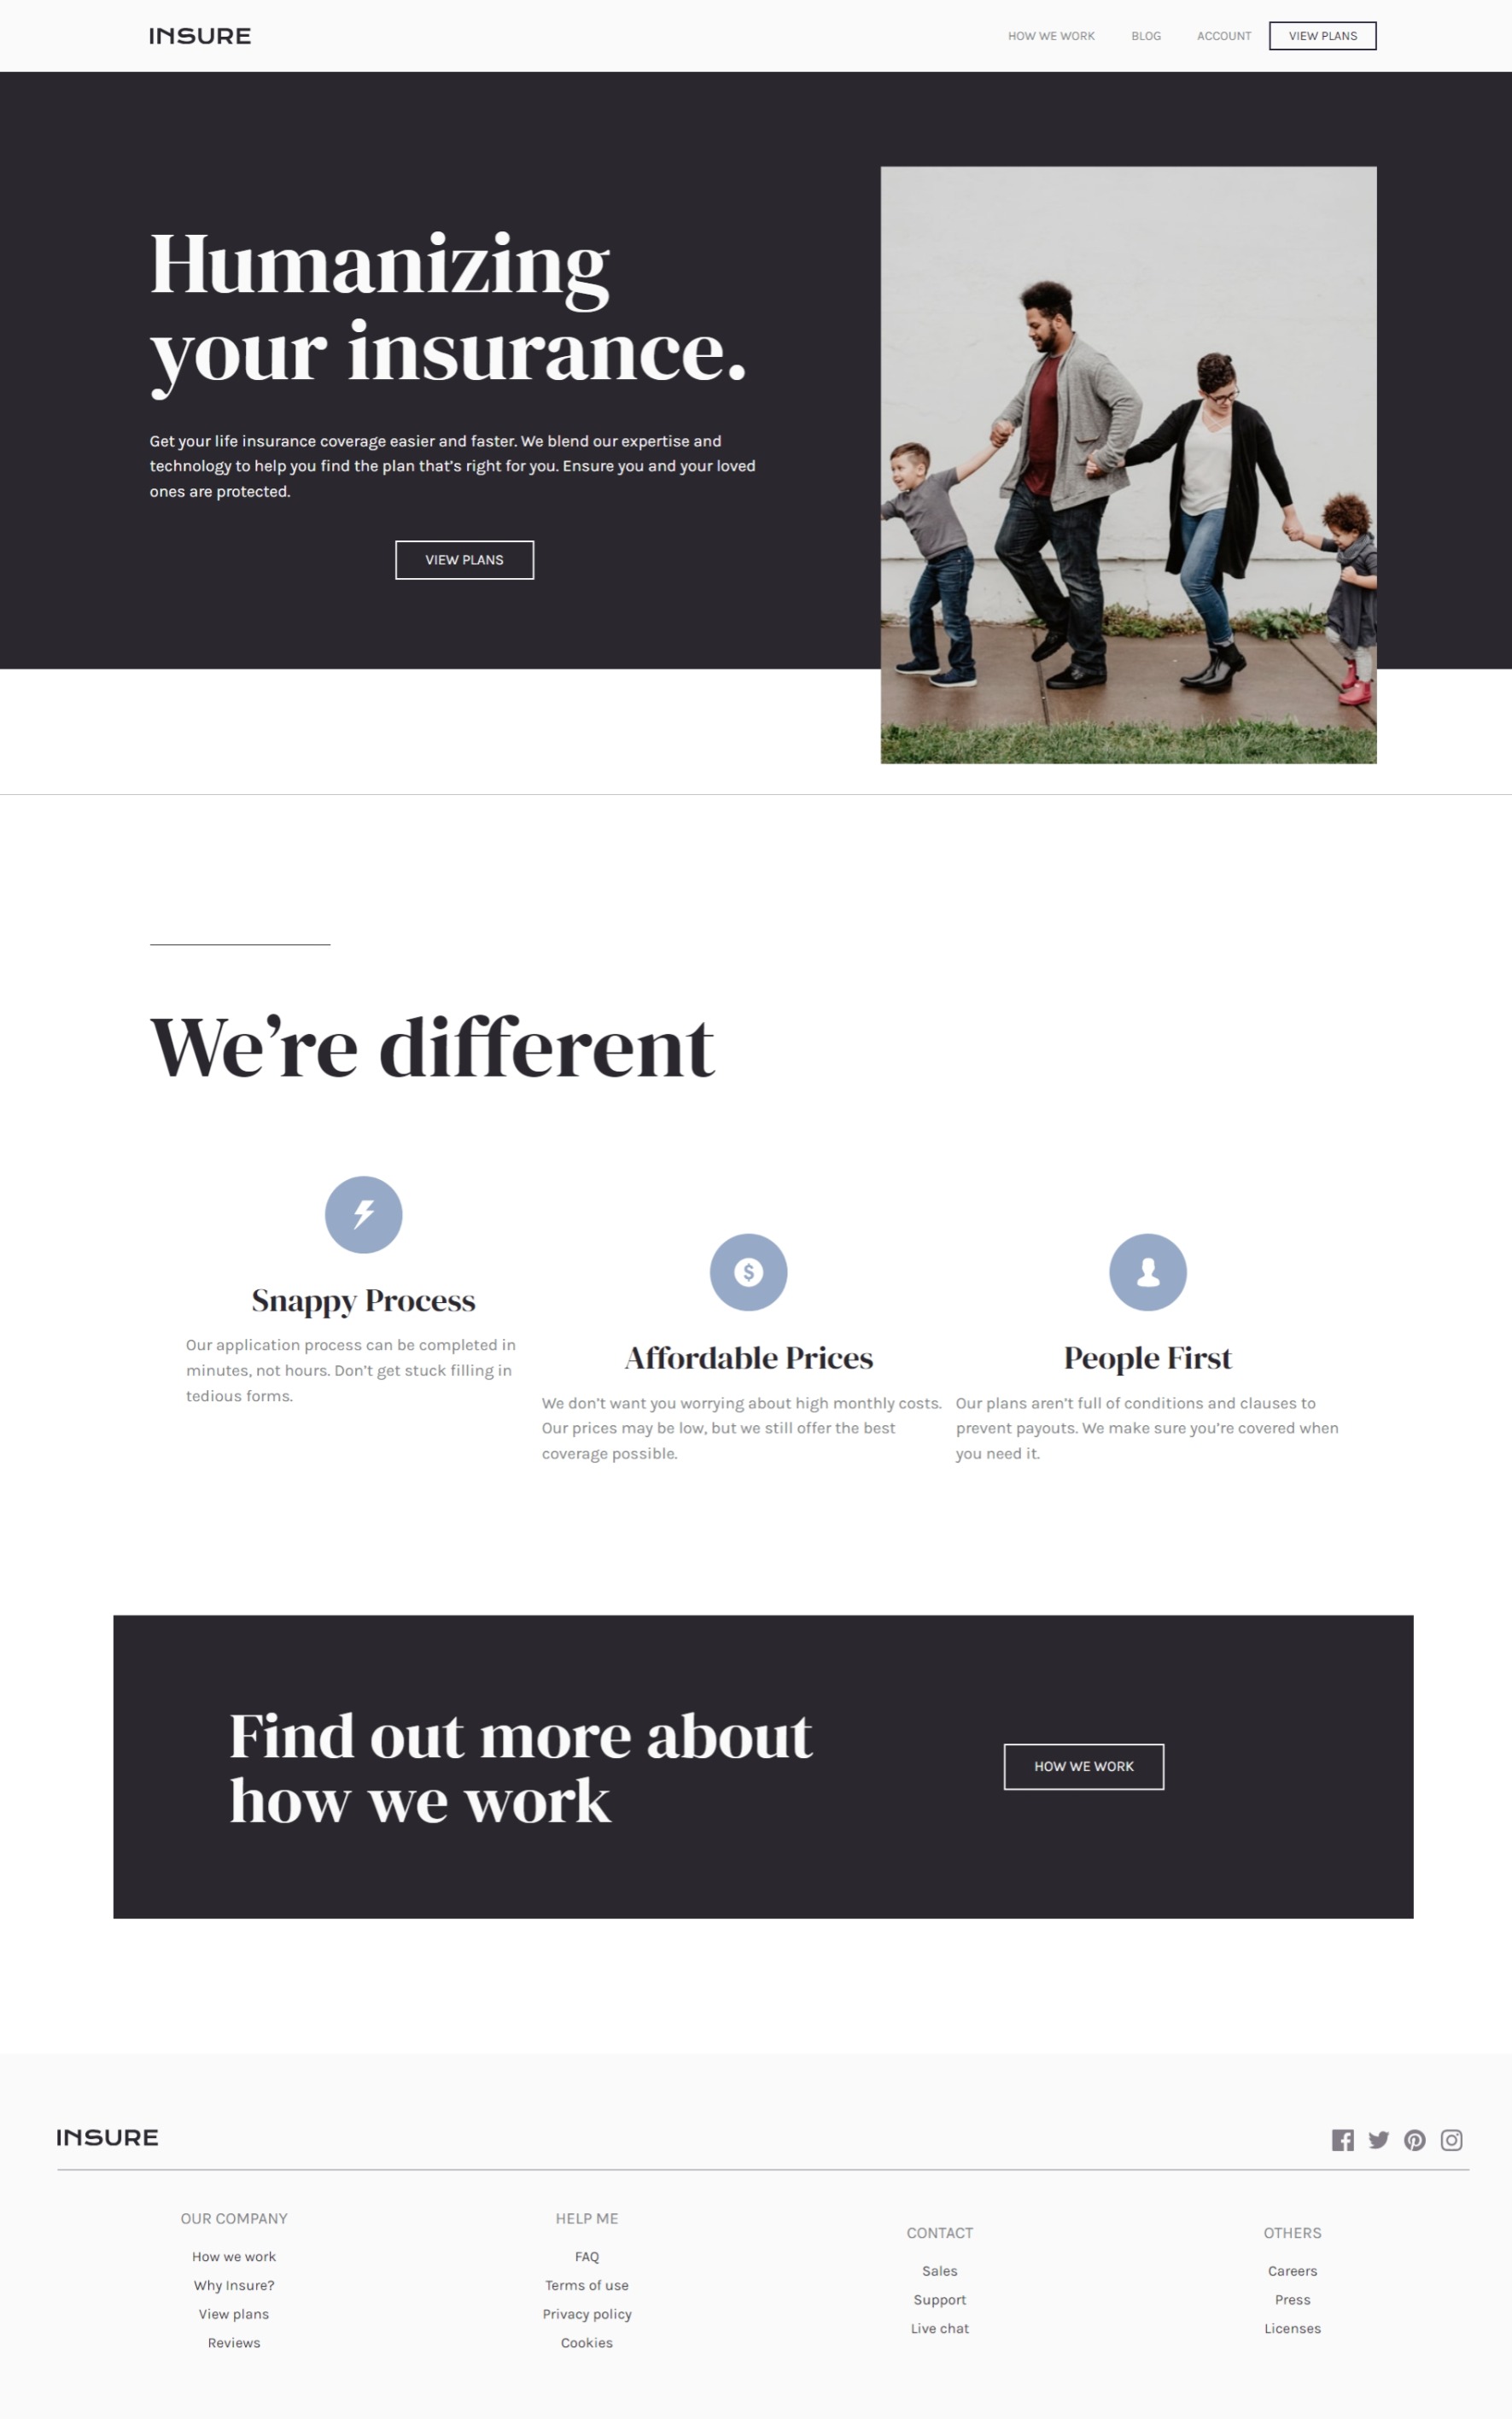 INSURE
HOW WE WORK BLOG ACCOUNT VIEW PLANS
Humanizing
your insurance.
Get your life insurance coverage easier and faster. We blend our expertise and
technology to help you find the plan that’s right for you. Ensure you and your loved
ones are protected.
VIEW PLANS
We’re different
Snappy Process
Our application process can be completed in
minutes, not hours. Don’t get stuck filling in
tedious forms.
$
Affordable Prices
We don’t want you worrying about high monthly costs.
Our prices may be low, but we still offer the best
coverage possible.
People First
Our plans aren’t full of conditions and clauses to
prevent payouts. We make sure you’re covered when
you need it.
Find out more about
how we work
HOW WE WORK
INSURE
OUR COMPANY
How we work
Why Insure?
View plans
Reviews
HELP ME
FAQ
Terms of use
Privacy policy
Cookies
CONTACT
Sales
Support
Live chat
OTHERS
Careers
Press
Licenses